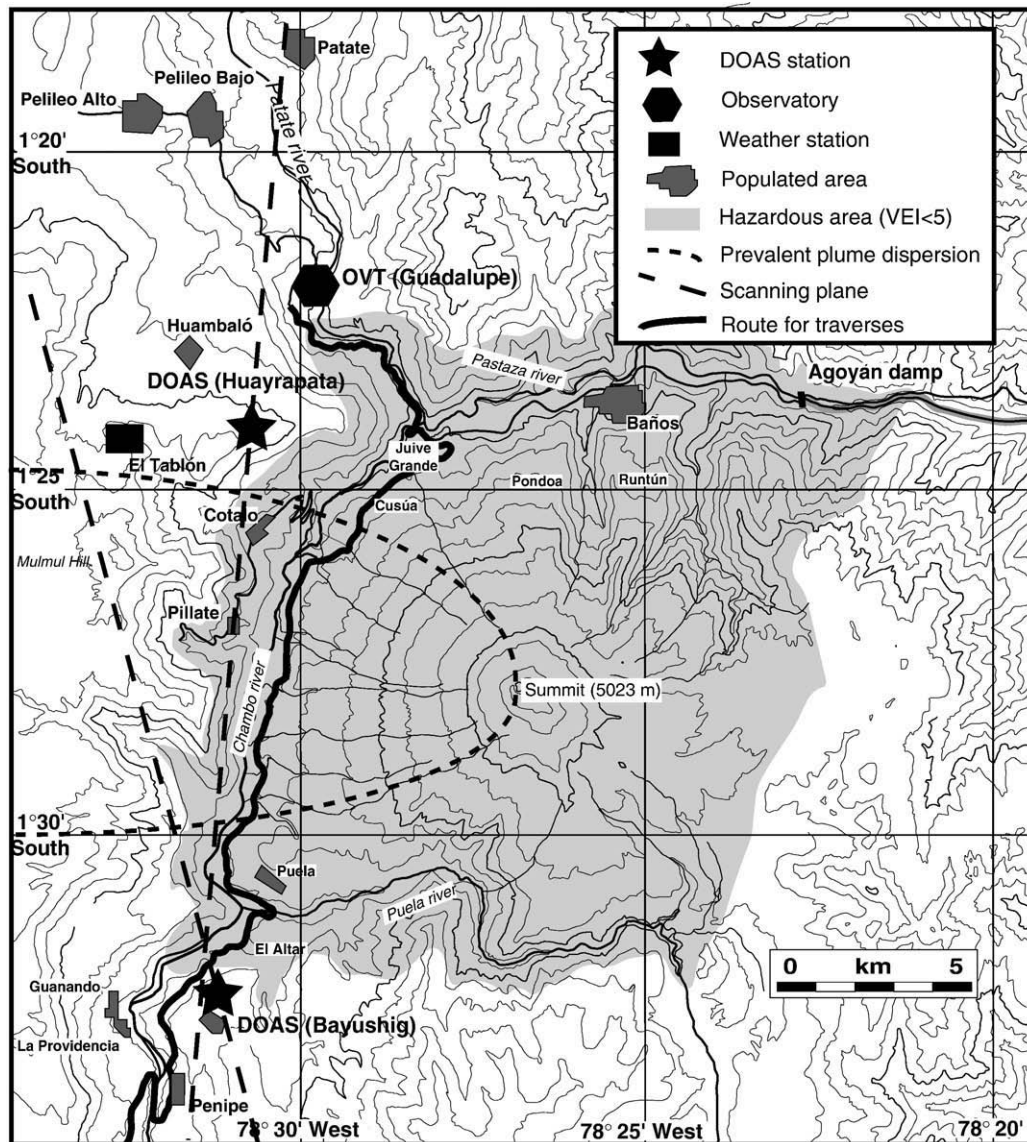 Patate
Pelileo Bajo
Pelileo Alto
Patate river
1°20'
South
OVT (Guadalupe)
Huambaló
DOAS (Huayrapata)
Pastaza river
Agoyán damp
Baños
El Tablón
Juive
Grande
1°25'
South
Pondoa
Runtún
Cusúa
Cotaló
Mulmul Hill
Pillate
Chambo river
Summit (5023 m)
1°30'
South
Puela
Puela river
El Altar
Guanando
La Providencia
DOAS (Bayushig)
Penipe
78°30 West
78°25 West
78°20
DOAS station
Observatory
Weather station
Populated area
Hazardous area (VEI<5)
Prevalent plume dispersion
Scanning plane
Route for traverses
0 km 5